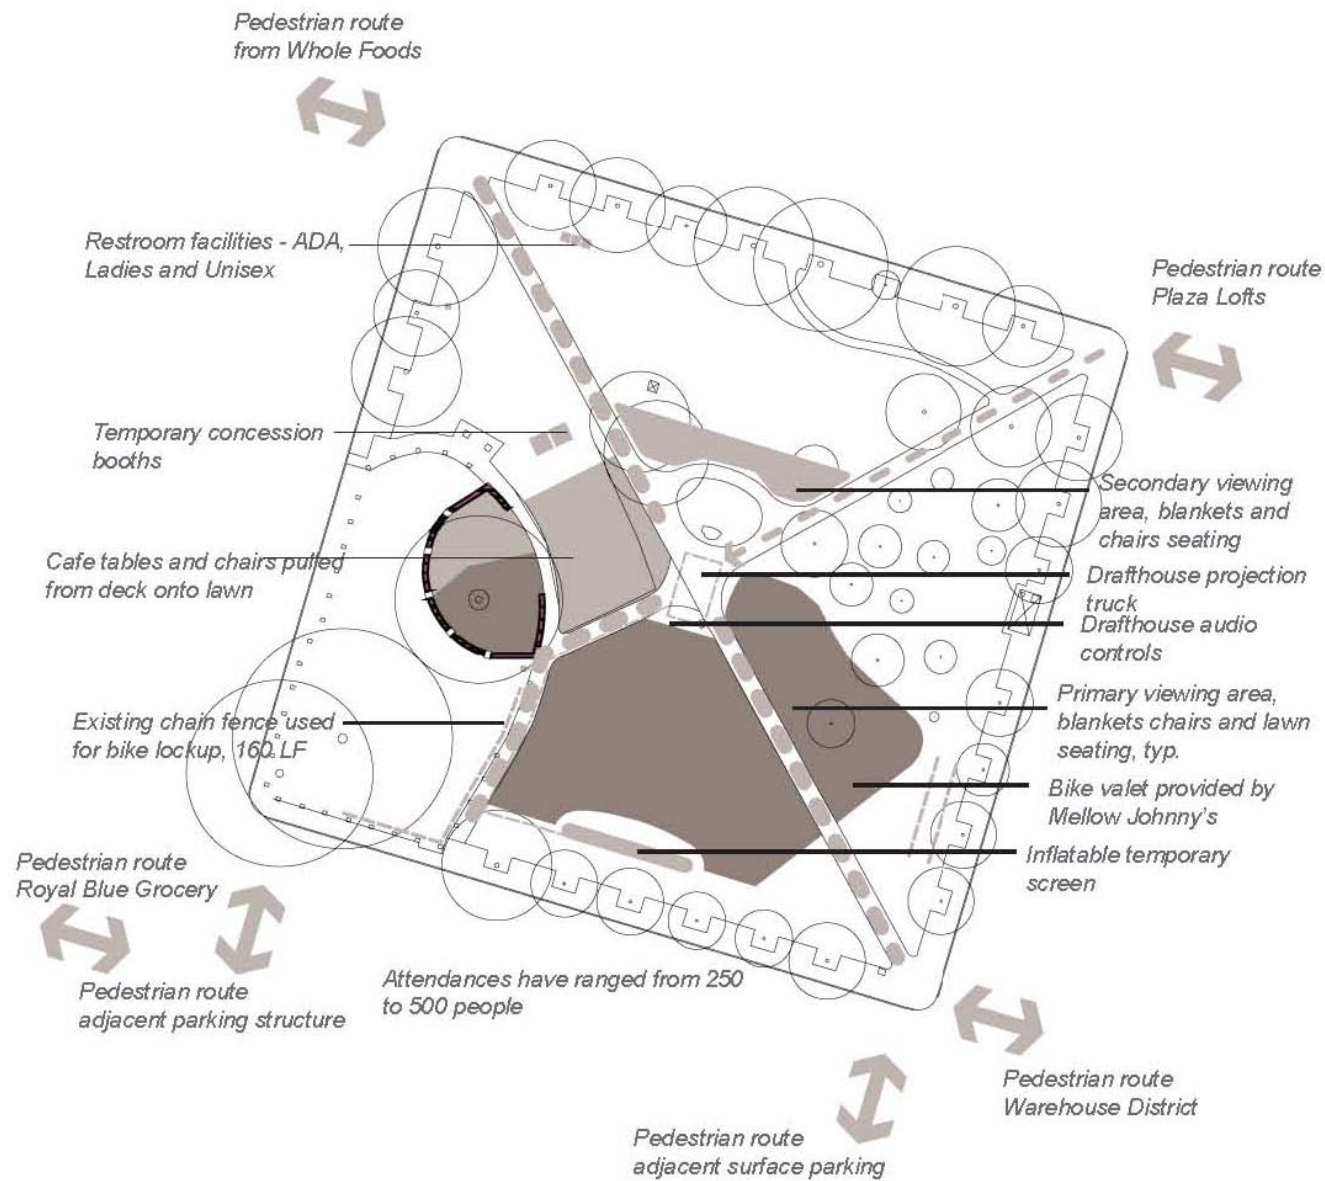 Pedestrian route
from Whole Foods
Restroom facilities - ADA,
Ladies and Unisex
Pedestrian route
Plaza Lofts
Temporary concession
booths
Secondary viewing
area, blankets and
chairs seating
Cafe tables and chairs pulled
from deck onto lawn
Drafthouse projection
truck
Drafthouse audio
controls
Primary viewing area,
blankets chairs and lawn
seating, typ.
Existing chain fence used
for bike lockup, 160 LF
Bike valet provided by
Mellow Johnny's
Inflatable temporary
screen
Pedestrian route
Royal Blue Grocery
Pedestrian route
adjacent parking structure
Attendances have ranged from 250
to 500 people
Pedestrian route
Warehouse District
Pedestrian route
adjacent surface parking